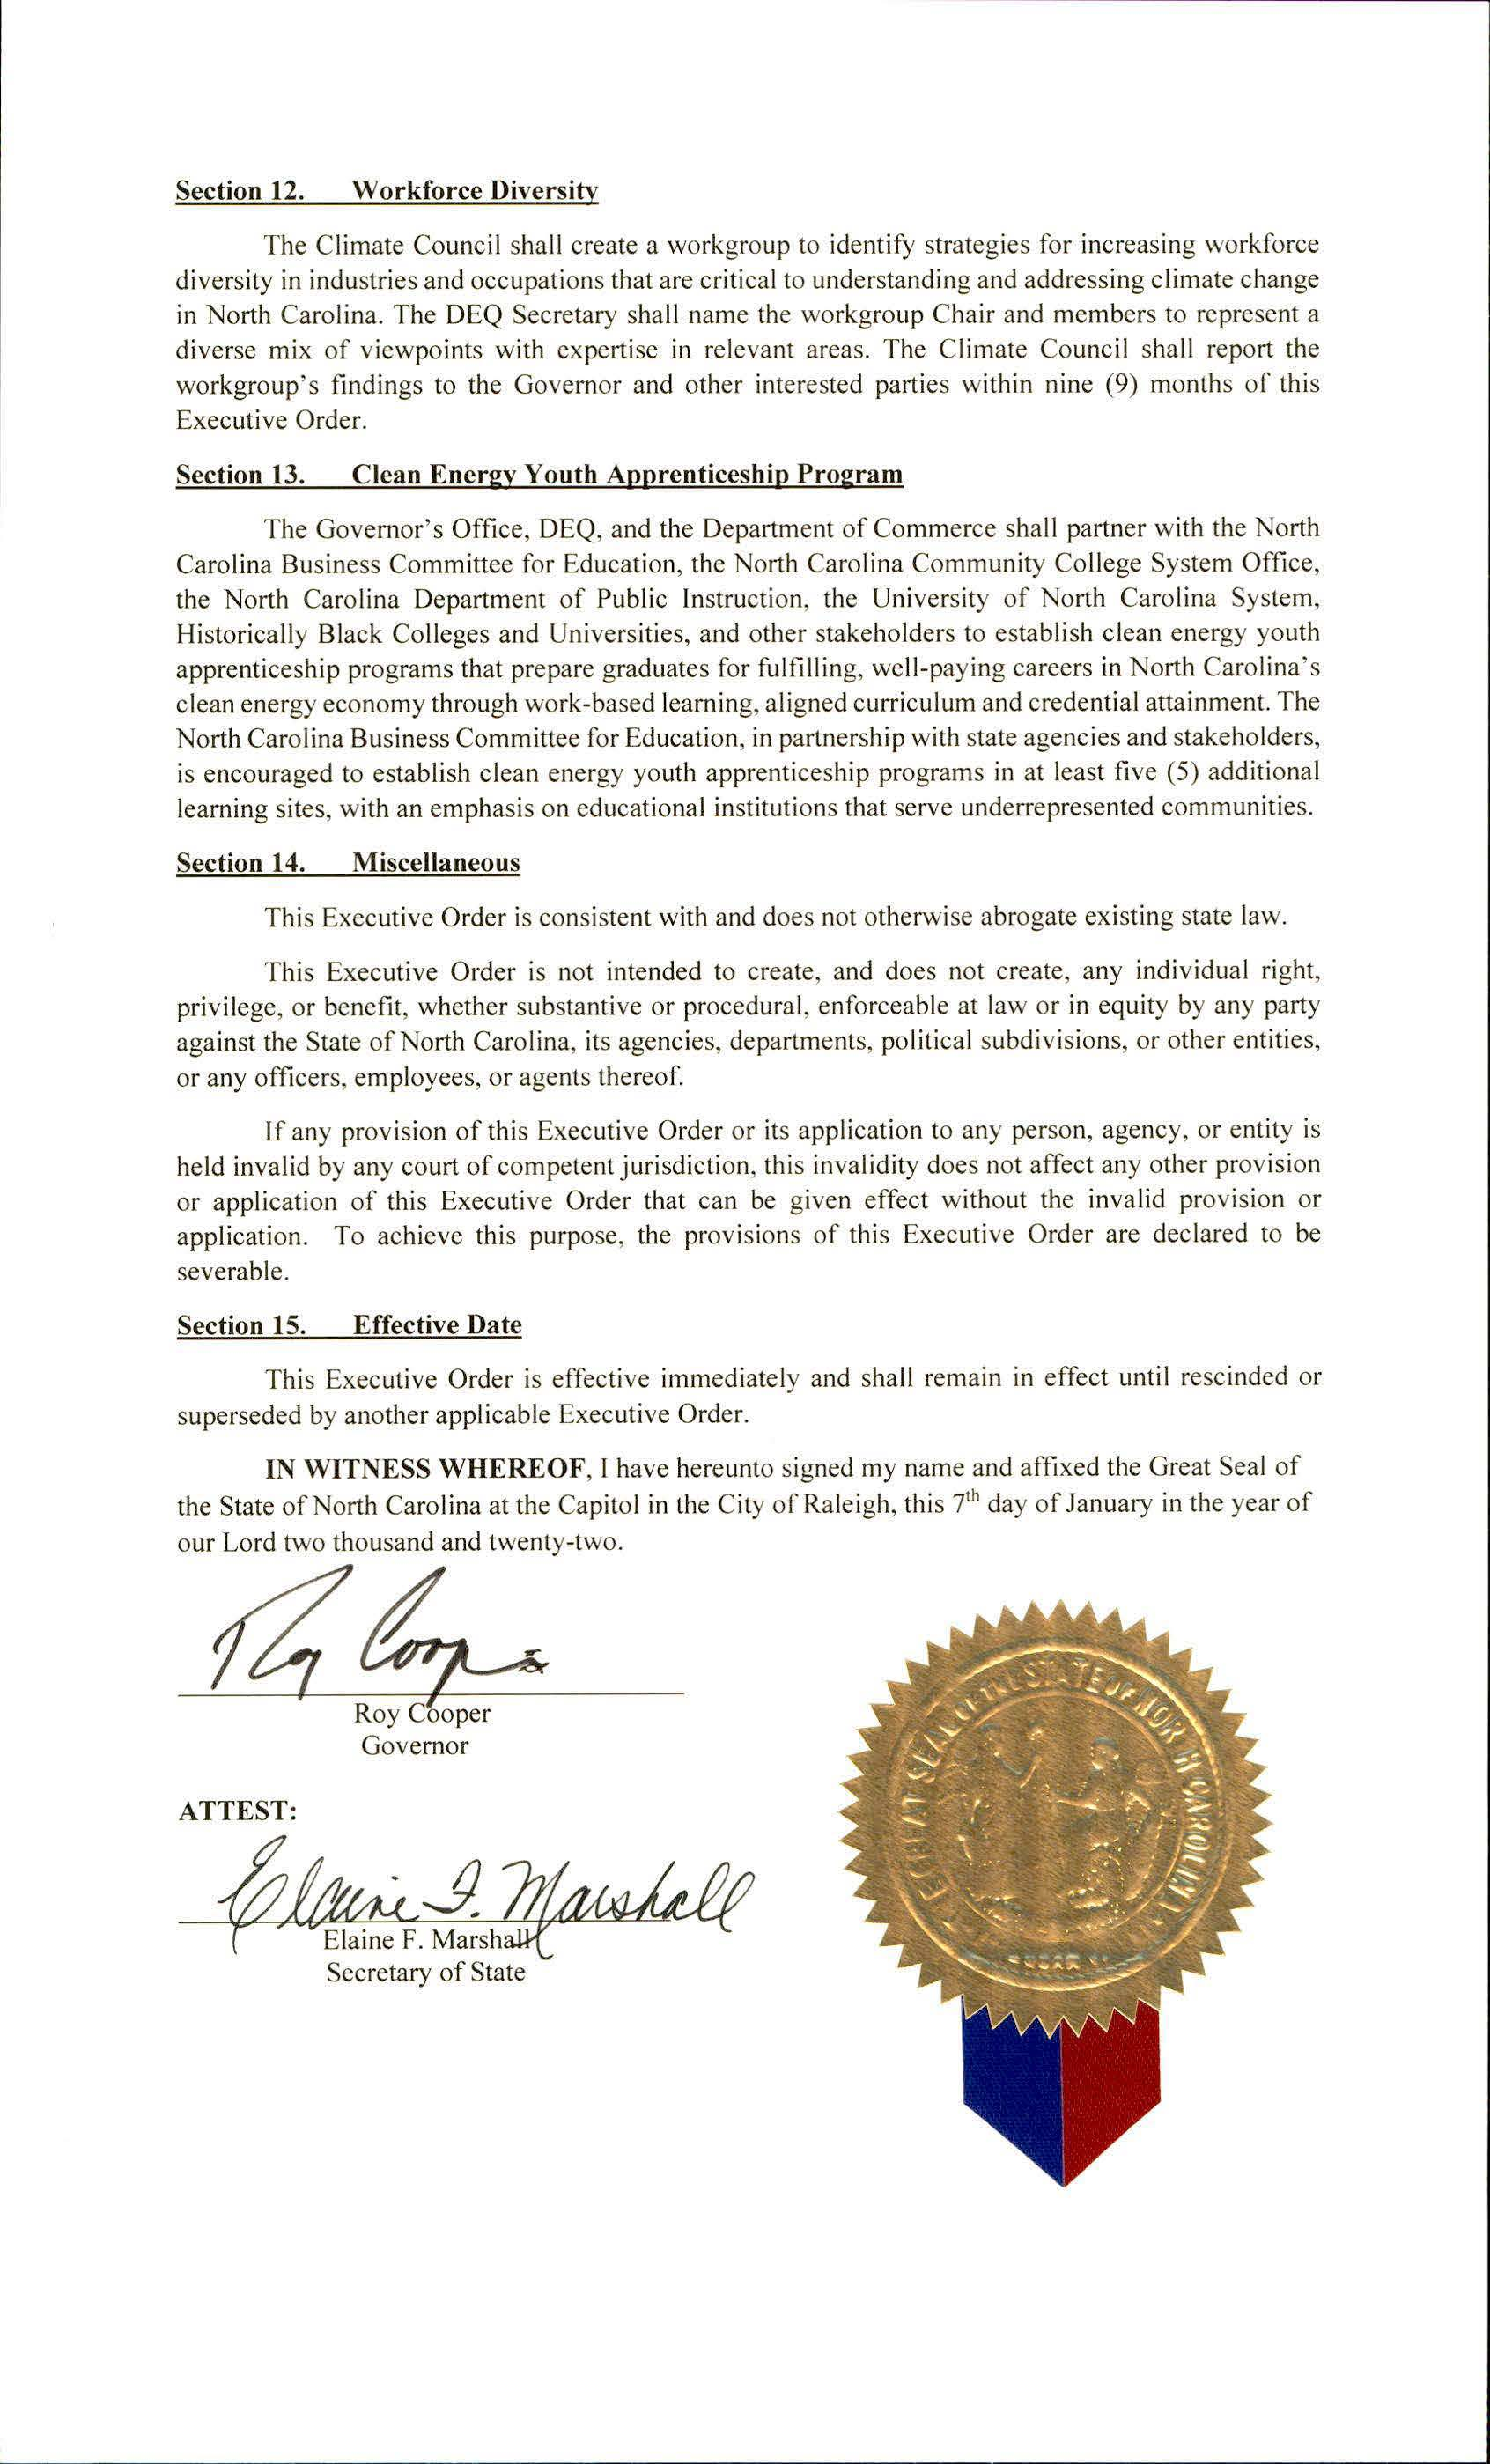 Section 12. Workforce Diversity
The Climate Council shall create a workgroup to identify strategies for increasing workforce
diversity in industries and occupations that are critical to understanding and addressing climate change
in North Carolina. The DEQ Secretary shall name the workgroup Chair and members to represent a
diverse mix of viewpoints with expertise in relevant areas. The Climate Council shall report the
workgroup's findings to the Governor and other interested parties within nine (9) months of this
Executive Order.
Section 13. Clean Energy Youth Apprenticeship Program
The Governor's Office, DEQ, and the Department of Commerce shall partner with the North
Carolina Business Committee for Education, the North Carolina Community College System Office,
the North Carolina Department of Public Instruction, the University of North Carolina System,
Historically Black Colleges and Universities, and other stakeholders to establish clean energy youth
apprenticeship programs that prepare graduates for fulfilling, well-paying careers in North Carolina's
clean energy economy through work-based learning, aligned curriculum and credential attainment. The
North Carolina Business Committee for Education, in partnership with state agencies and stakeholders,
is encouraged to establish clean energy youth apprenticeship programs in at least five (5) additional
learning sites, with an emphasis on educational institutions that serve underrepresented communities.
Section 14. Miscellaneous
This Executive Order is consistent with and does not otherwise abrogate existing state law.
This Executive Order is not intended to create, and does not create, any individual right,
privilege, or benefit, whether substantive or procedural, enforceable at law or in equity by any party
against the State of North Carolina, its agencies, departments, political subdivisions, or other entities,
or any officers, employees, or agents thereof.
If any provision of this Executive Order or its application to any person, agency, or entity is
held invalid by any court of competent jurisdiction, this invalidity does not affect any other provision
or application of this Executive Order that can be given effect without the invalid provision or
application. To achieve this purpose, the provisions of this Executive Order are declared to be
severable.
Section 15. Effective Date
This Executive Order is effective immediately and shall remain in effect until rescinded or
superseded by another applicable Executive Order.
IN WITNESS WHEREOF, I have hereunto signed my name and affixed the Great Seal of
the State of North Carolina at the Capitol in the City of Raleigh, this 7th day of January in the year of
our Lord two thousand and twenty-two.
Roy Cooper
Roy Cooper
Governor
ATTEST:
Elaine F. Marshall
Elaine F. Marshall
Secretary of State
SEAL OF THE STATE OF NORTH CAROLINA